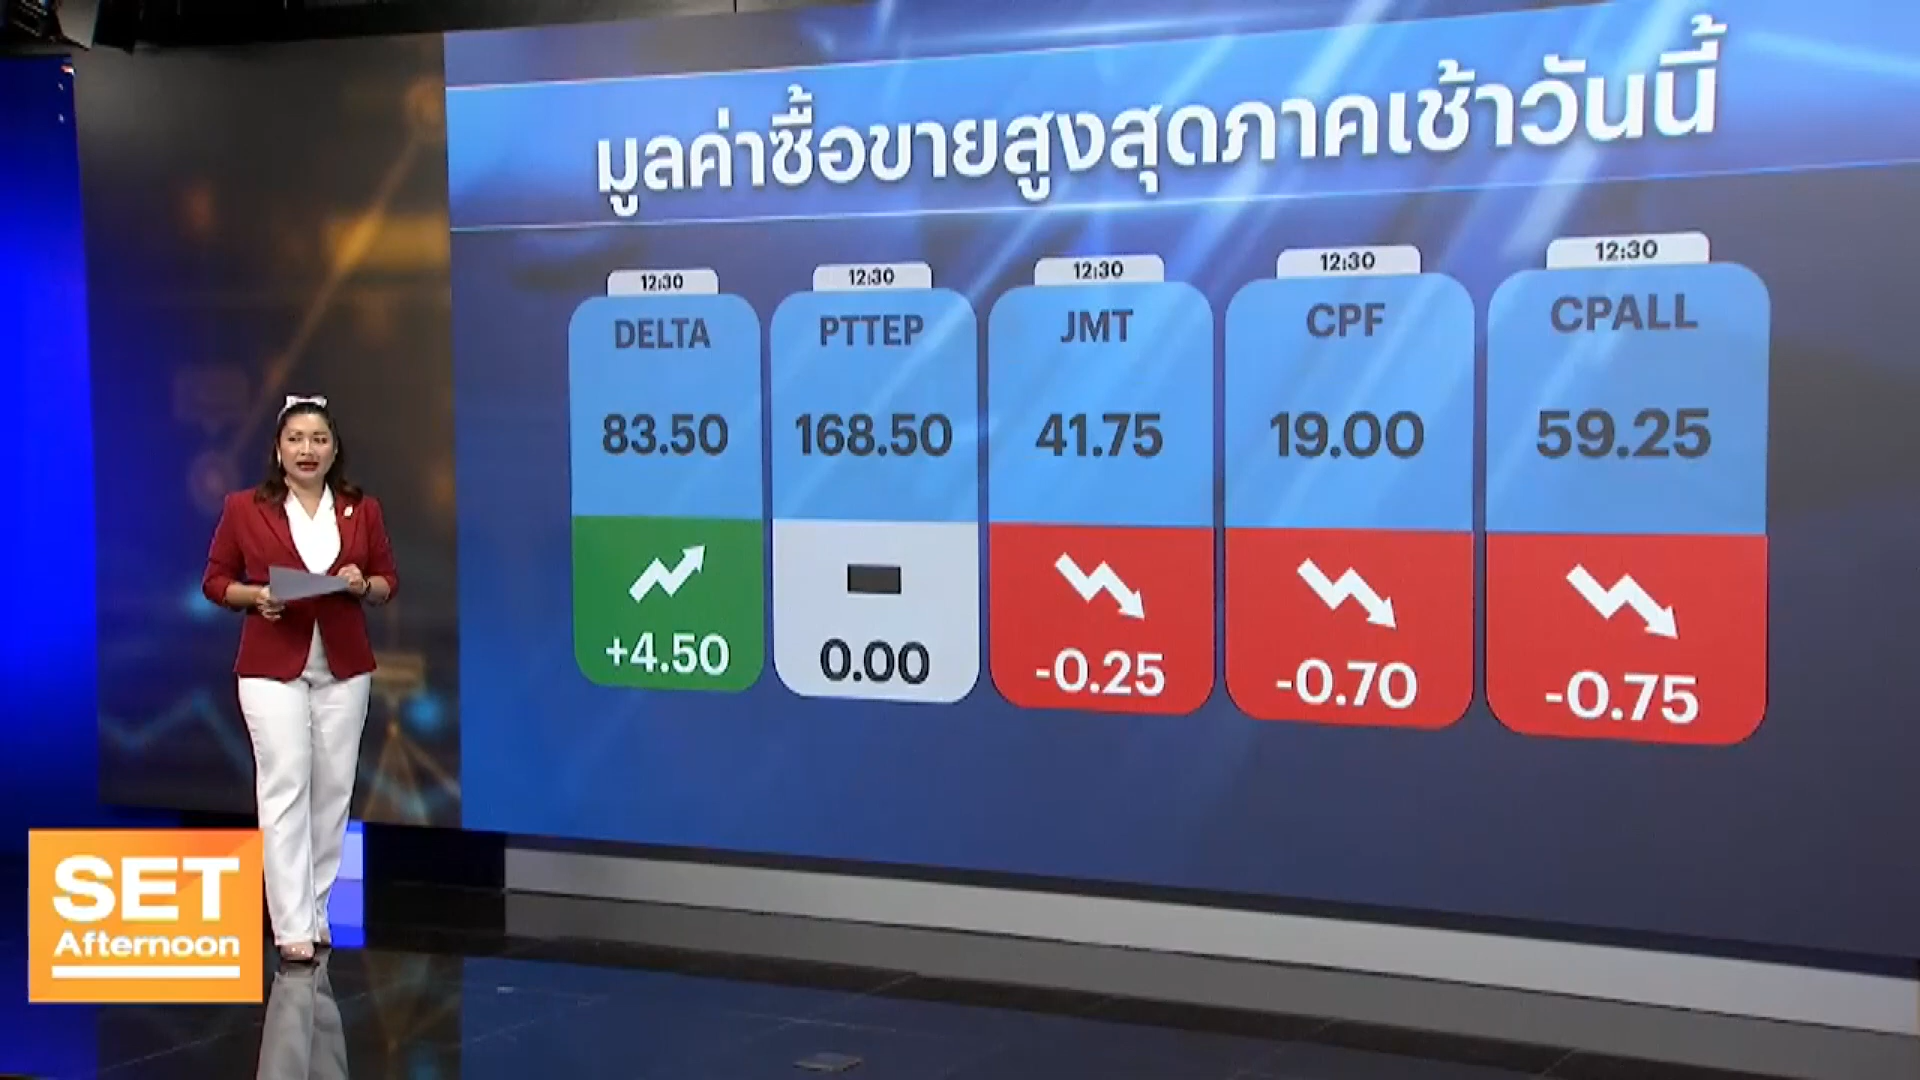 มูลค่าซื้อขายสูงสุดภาคเช้าวันนี้
12:30 12:30 12:30 12:30 12:30
DELTA PTTEP JMT CPF CPALL
83.50 168.50 41.75 19.00 59.25
+4.50 0.00 -0.25 -0.70 -0.75
SET
Afternoon